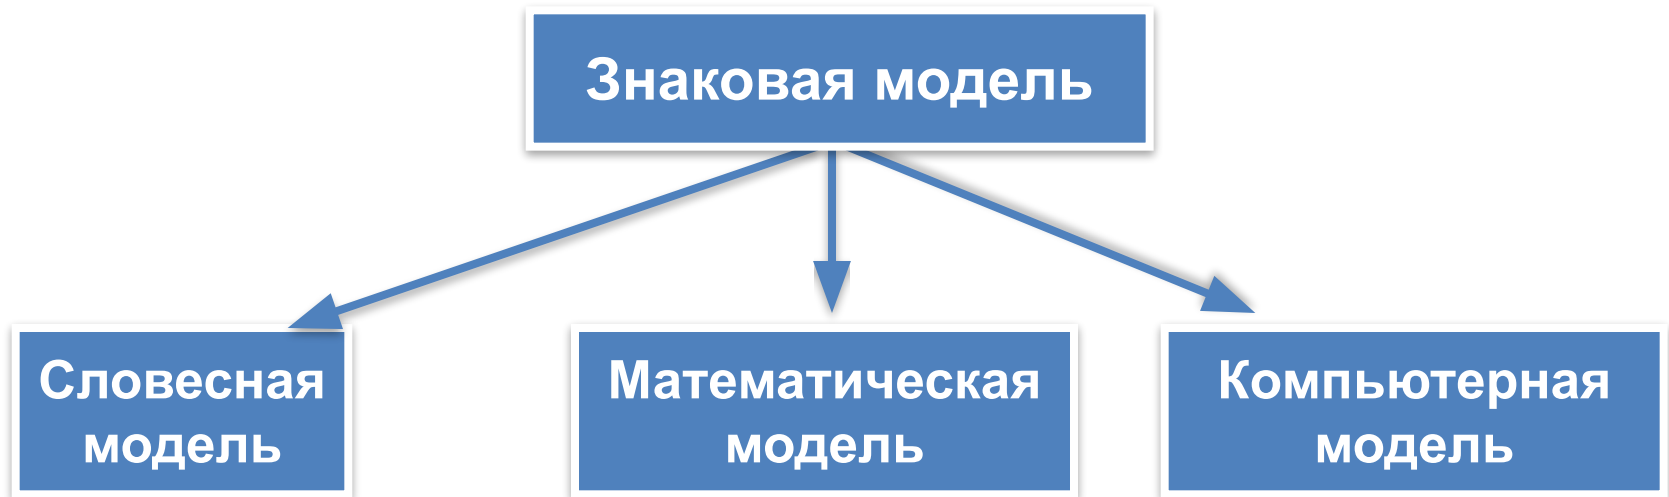 Знаковая модель
Словесная
модель
Математическая
модель
Компьютерная
модель